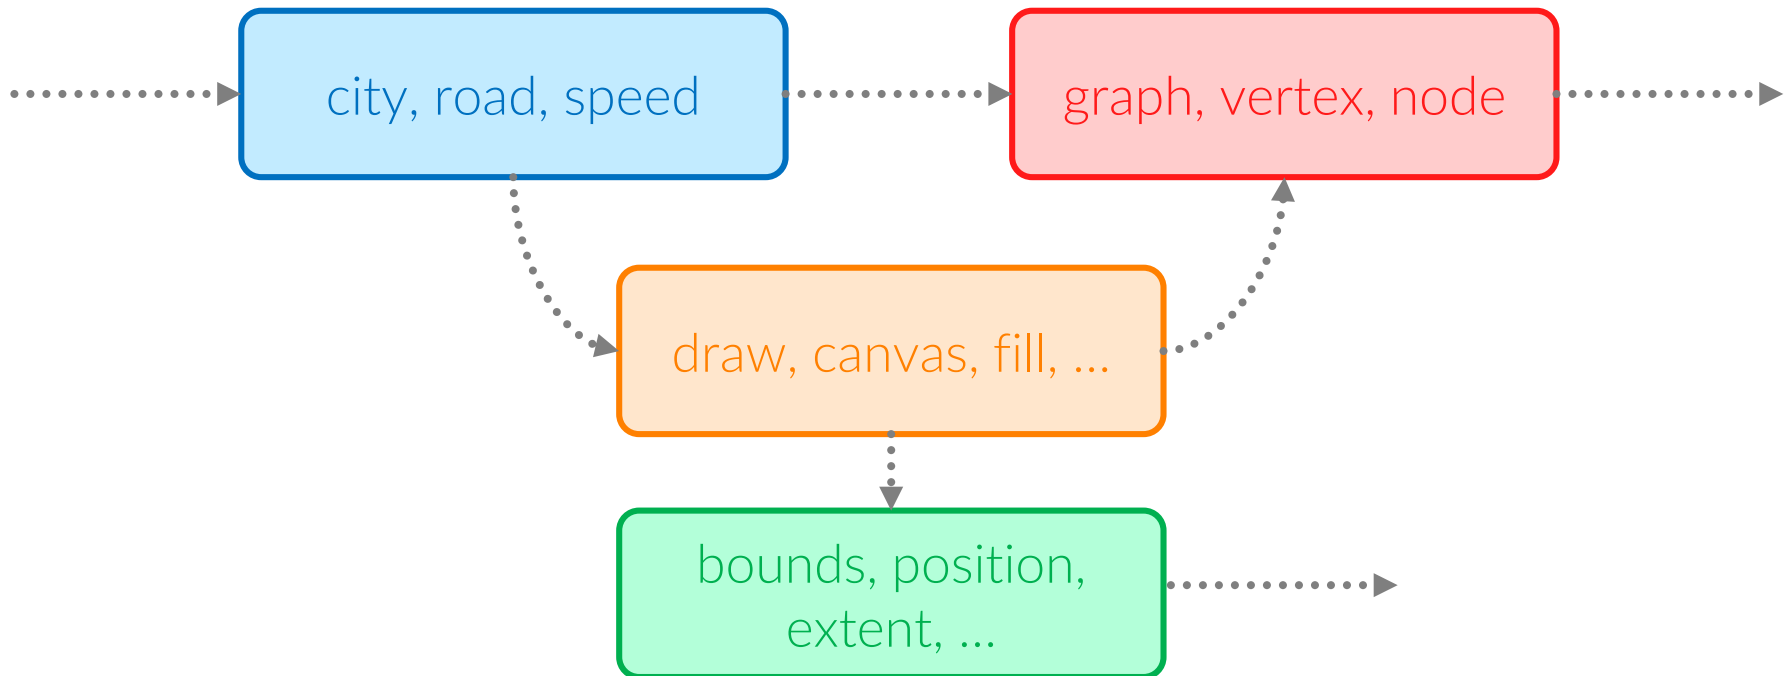 city, road, speed
graph, vertex, node
draw, canvas, fill, ...
bounds, position,
extent, ...